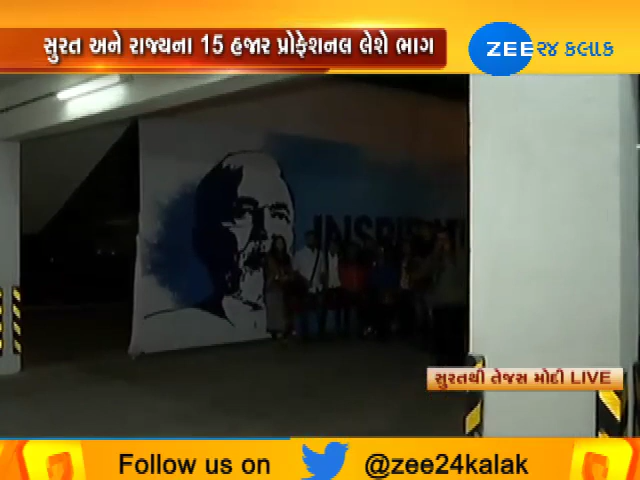 સુરત અને રાજ્યના 15 હજાર પ્રોફેશનલ લેશે ભાગ
ZEE ૨૪ કલાક
સુરતથી તેજસ મોદી LIVE
Follow us on @zee24kalak